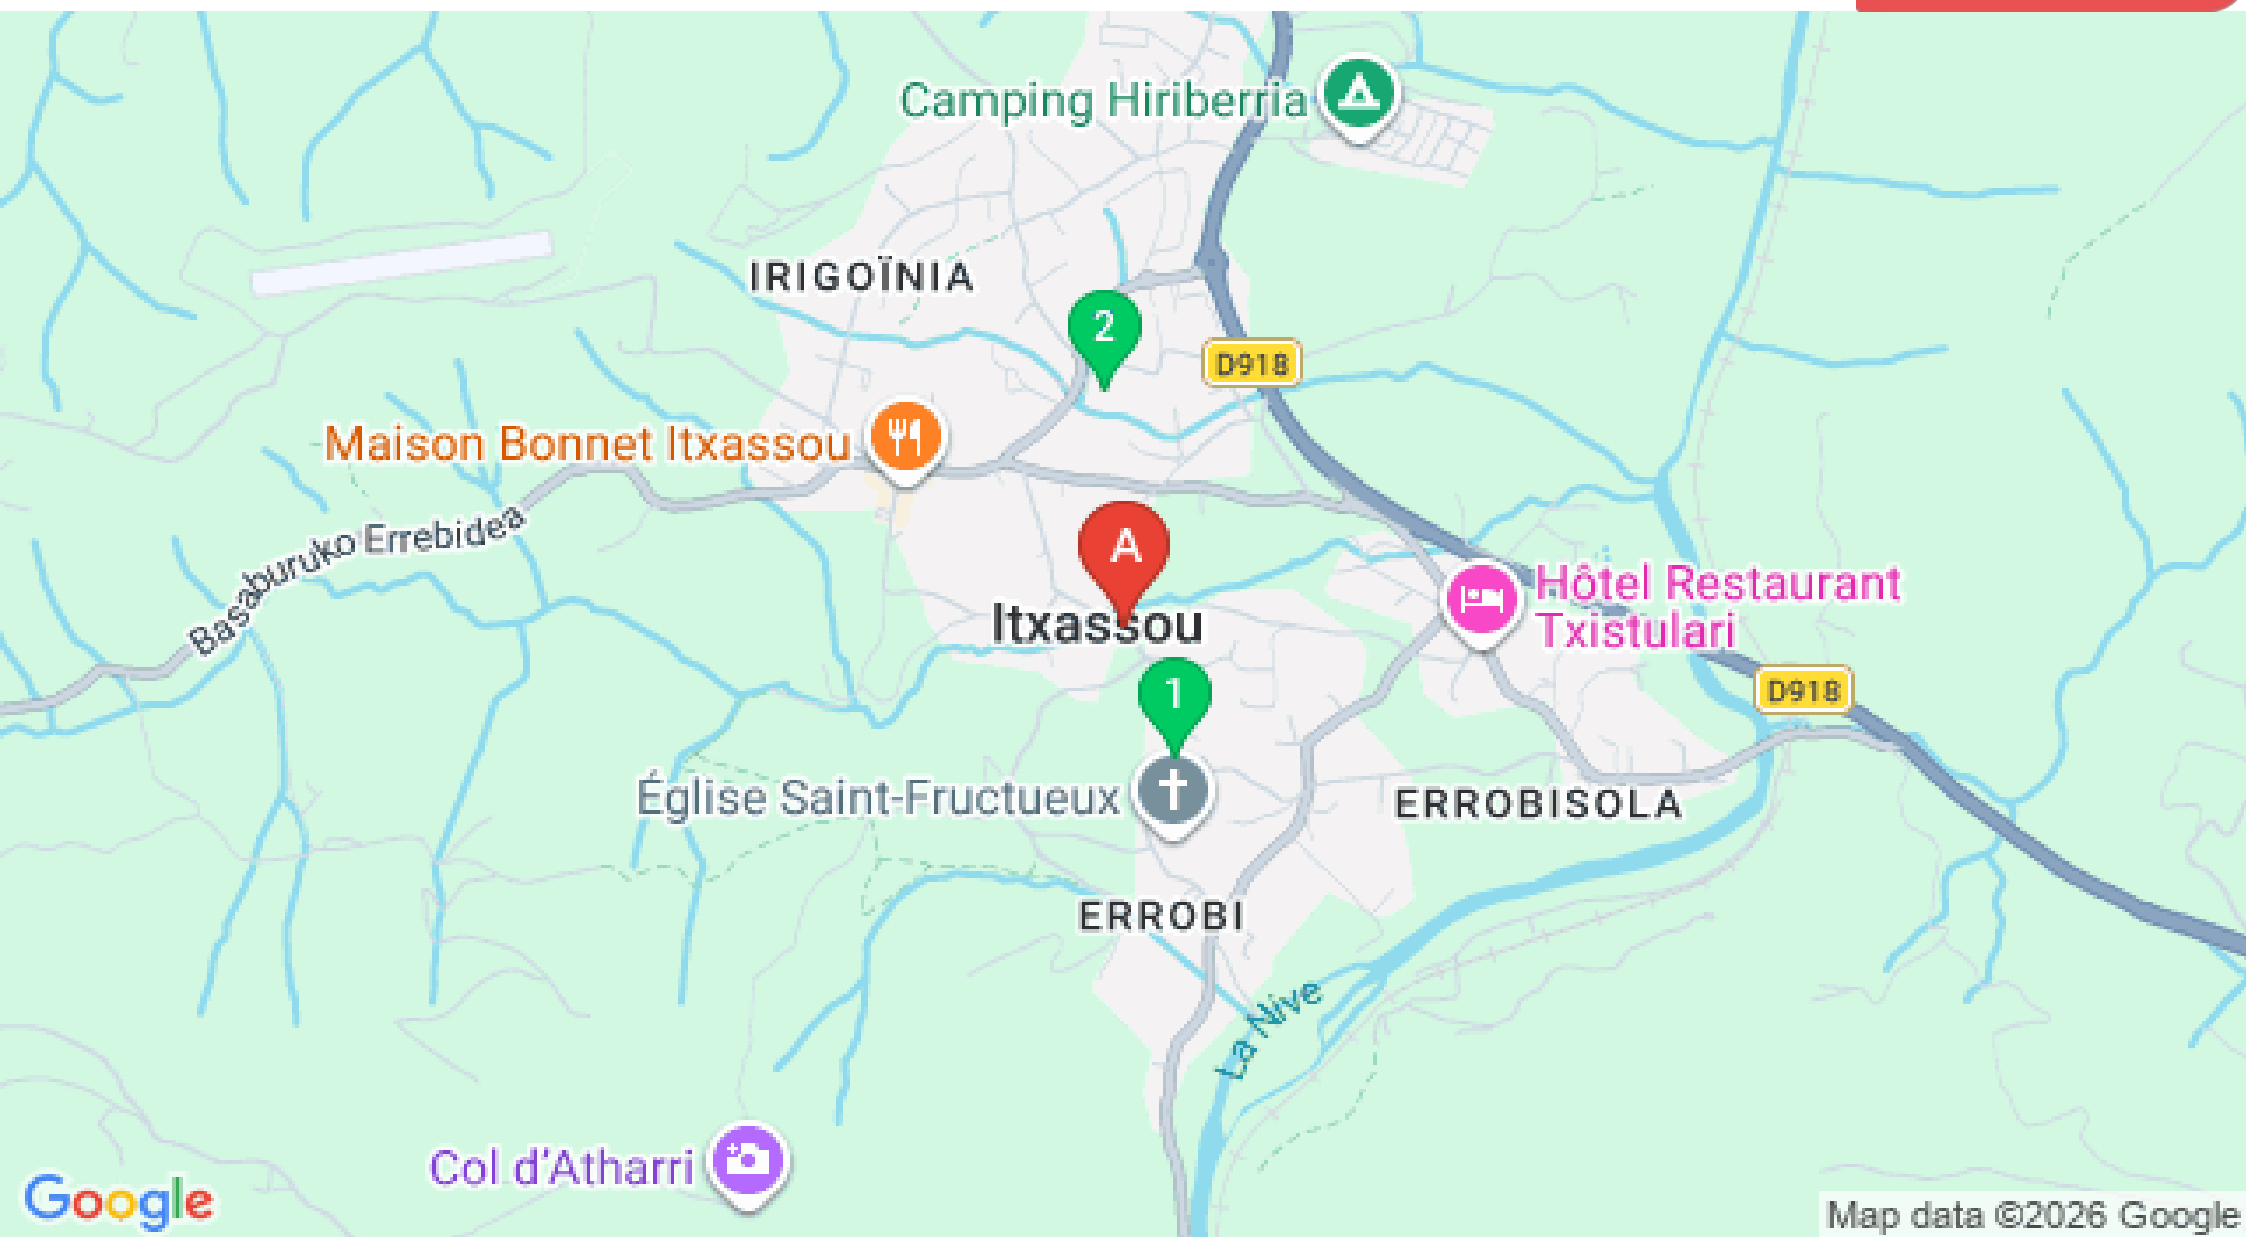 Camping Hiriberria
IRIGOÏNIA
2
D918
Maison Bonnet Itxassou
Basaburuko Errebidea
A
Itxassou
Hôtel Restaurant
Txistulari
1
D918
Église Saint-Fructueux
ERROBISOLA
ERROBI
La Nive
Col d'Atharri
Google
Map data ©2026 Google